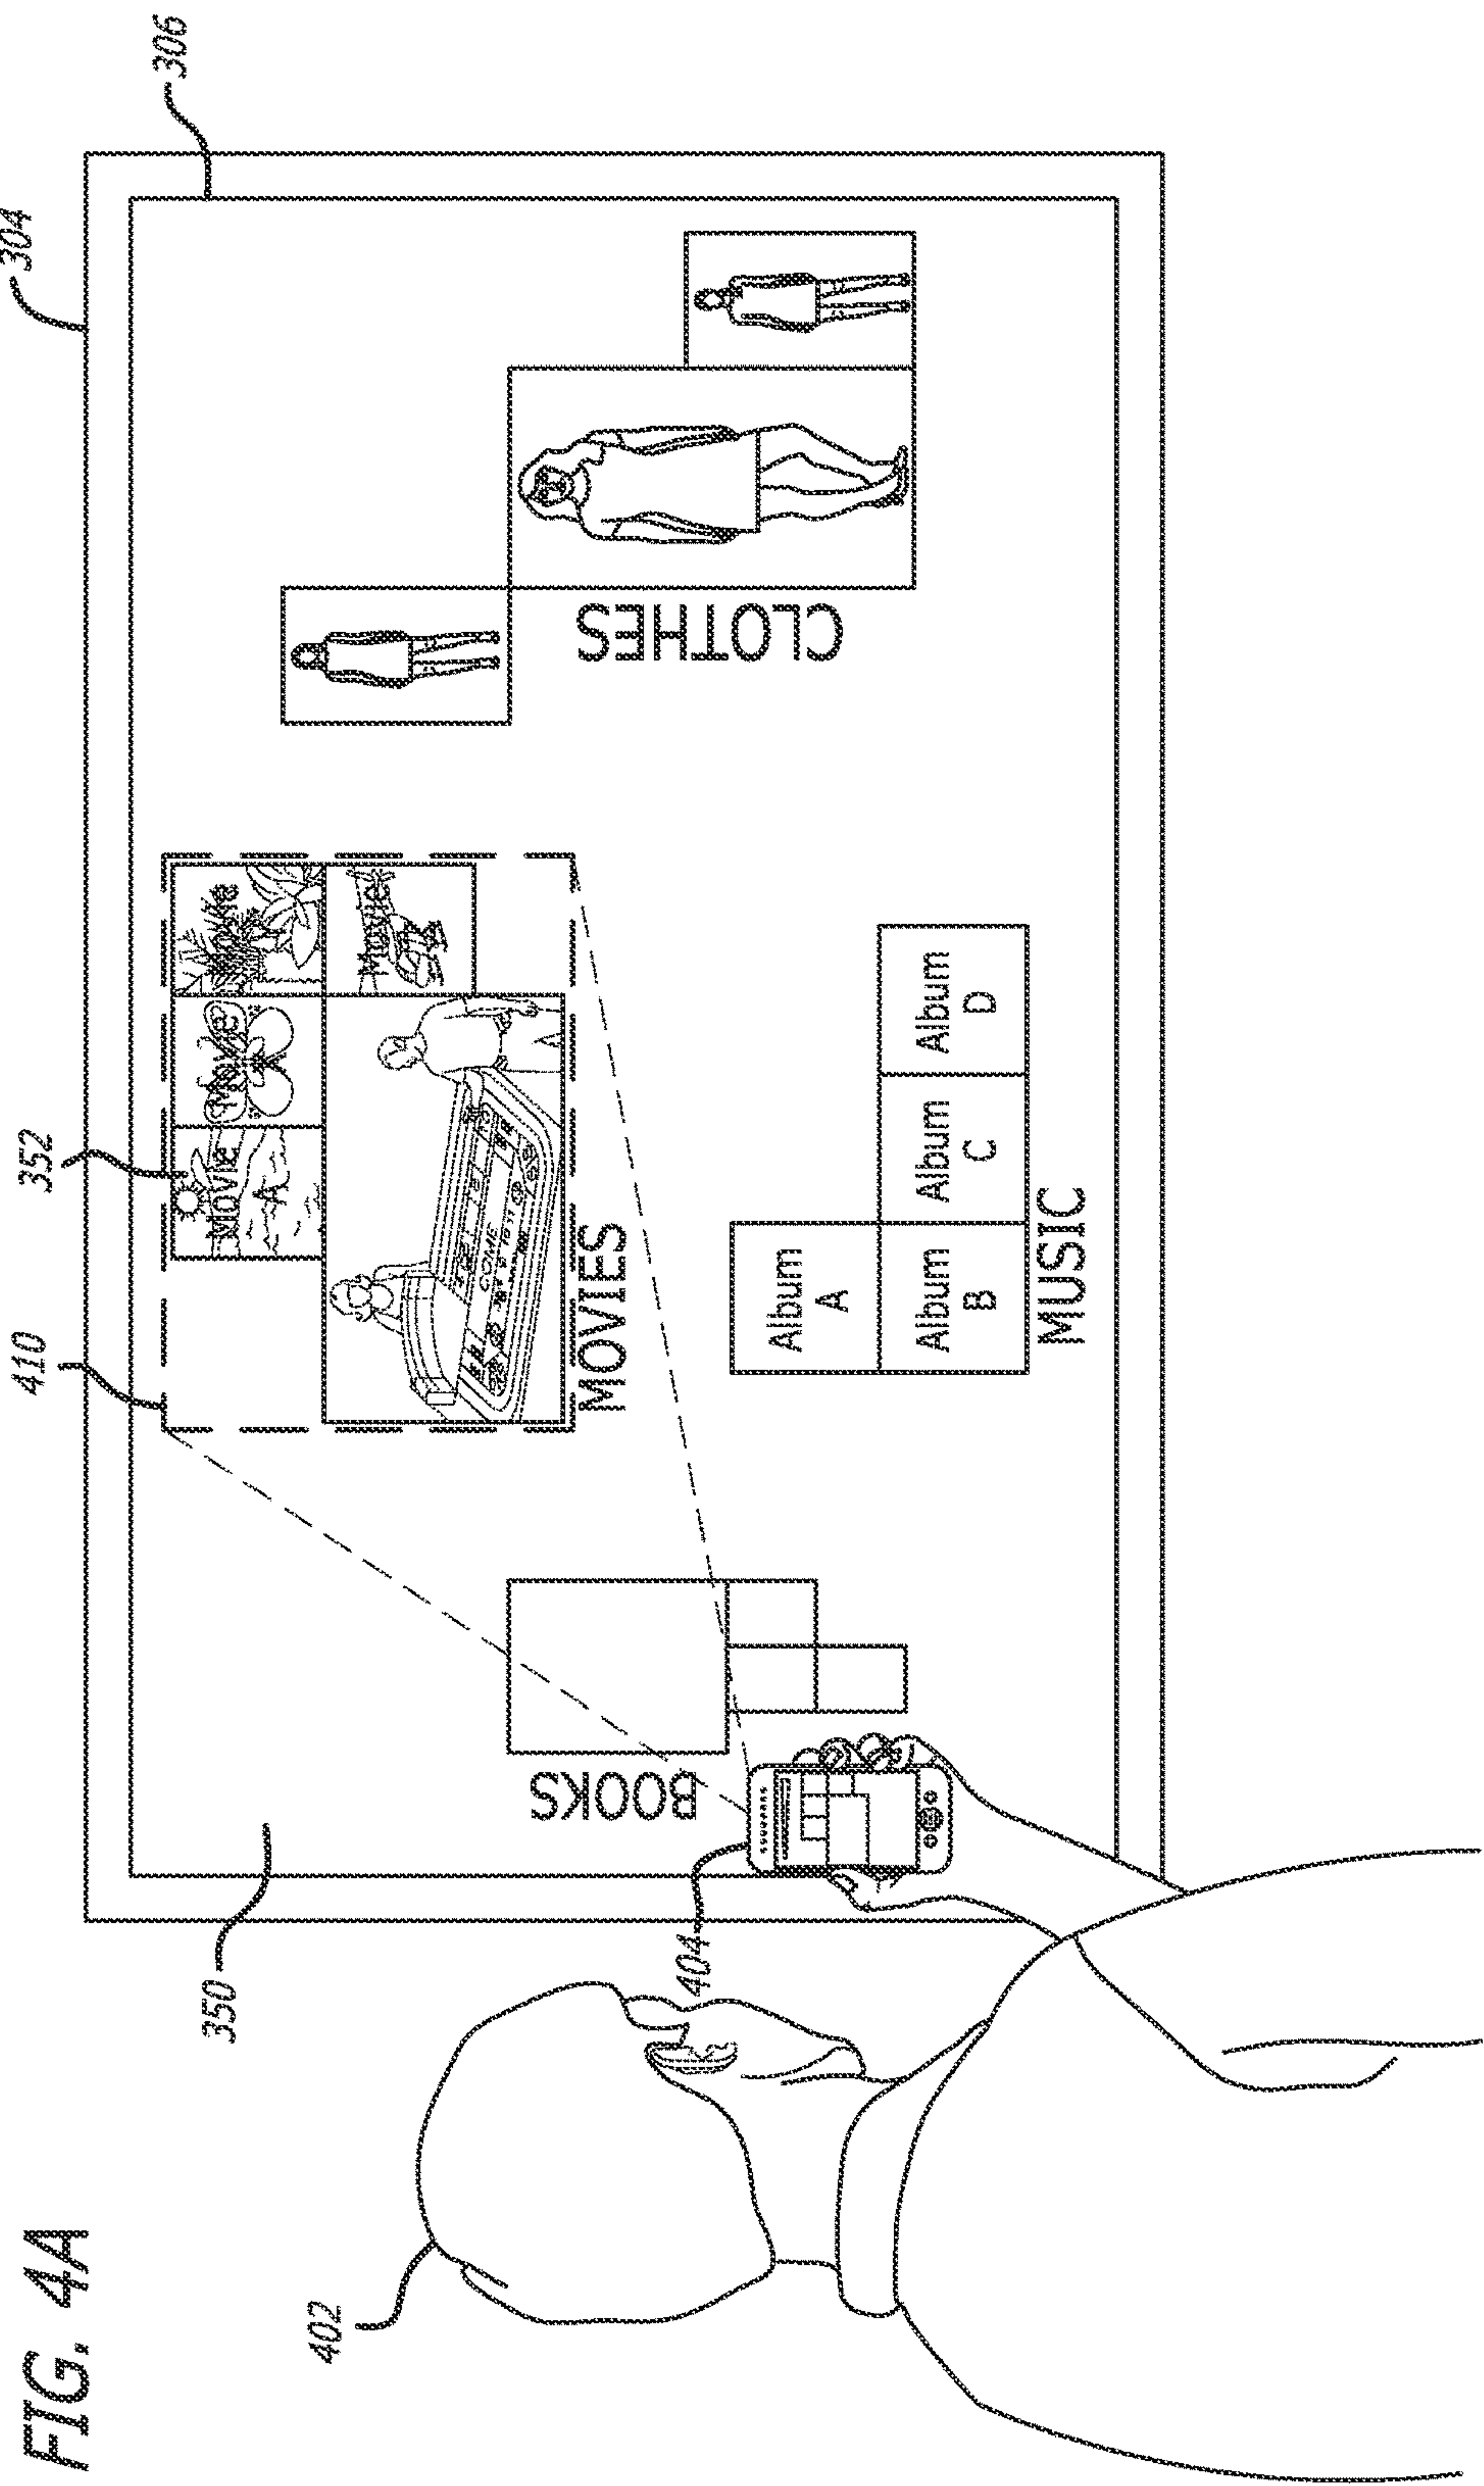 FIG. 4A
410
352
304
306
350
402
Movie
A
Movie
Movie
Movie
MOVIES
BOOKS
CLOTHES
404
Album
A
Album
B
Album
C
Album
D
MUSIC